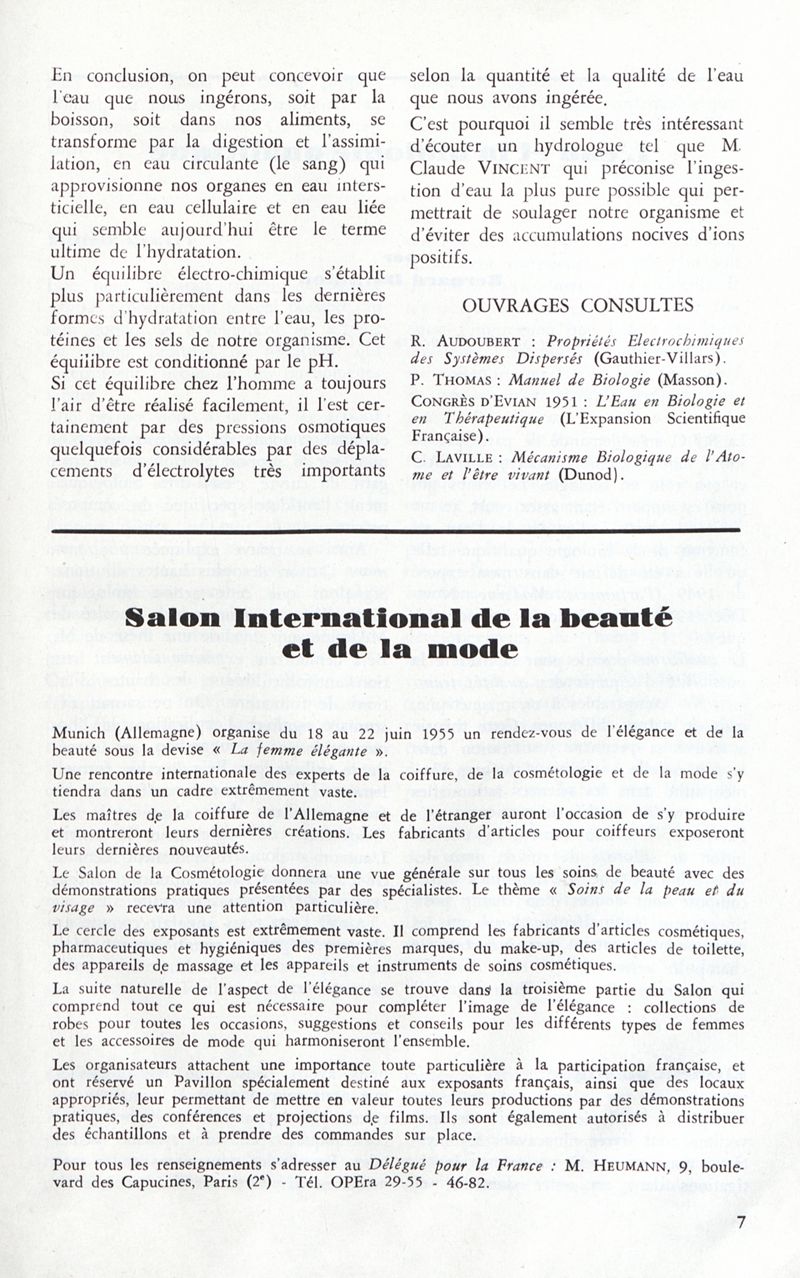 En conclusion, on peut concevoir que
l'eau que nous ingérons, soit par la
boisson, soit dans nos aliments, se
transforme par la digestion et l'assimi-
lation, en eau circulante (le sang) qui
approvisionne nos organes en eau inters-
ticielle, en eau cellulaire et en eau liée
qui semble aujourd'hui être le terme
ultime de l'hydratation.
Un équilibre électro-chimique s'établit
plus particulièrement dans les dernières
formes d'hydratation entre l'eau, les pro-
téines et les sels de notre organisme. Cet
équilibre est conditionné par le pH.
Si cet équilibre chez l'homme a toujours
l'air d'être réalisé facilement, il l'est cer-
tainement par des pressions osmotiques
quelquefois considérables par des dépla-
cements d'électrolytes très importants
selon la quantité et la qualité de l'eau
que nous avons ingérée.
C'est pourquoi il semble très intéressant
d'écouter un hydrologue tel que M.
Claude VINCENT qui préconise l'inges-
tion d'eau la plus pure possible qui per-
mettrait de soulager notre organisme et
d'éviter des accumulations nocives d'ions
positifs.
OUVRAGES CONSULTES
R. AUDOUBERT : Propriétés Electrochimiques
des Systèmes Dispersés (Gauthier-Villars).
P. THOMAS : Manuel de Biologie (Masson).
CONGRÈS D'EVIAN 1951 : L'Eau en Biologie et
en Thérapeutique (L'Expansion Scientifique
Française).
C. LAVILLE : Mécanisme Biologique de l'Ato-
me et l'être vivant (Dunod).
Salon International de la beauté
et de la mode
Munich (Allemagne) organise du 18 au 22 juin 1955 un rendez-vous de l'élégance et de la
beauté sous la devise « La femme élégante ».
Une rencontre internationale des experts de la coiffure, de la cosmétologie et de la mode s'y
tiendra dans un cadre extrêmement vaste.
Les maîtres de la coiffure de l'Allemagne et de l'étranger auront l'occasion de s'y produire
et montreront leurs dernières créations. Les fabricants d'articles pour coiffeurs exposeront
leurs dernières nouveautés.
Le Salon de la Cosmétologie donnera une vue générale sur tous les soins de beauté avec des
démonstrations pratiques présentées par des spécialistes. Le thème « Soins de la peau et du
visage » recevra une attention particulière.
Le cercle des exposants est extrêmement vaste. Il comprend les fabricants d'articles cosmétiques,
pharmaceutiques et hygiéniques des premières marques, du make-up, des articles de toilette,
des appareils de massage et les appareils et instruments de soins cosmétiques.
La suite naturelle de l'aspect de l'élégance se trouve dans la troisième partie du Salon qui
comprend tout ce qui est nécessaire pour compléter l'image de l'élégance : collections de
robes pour toutes les occasions, suggestions et conseils pour les différents types de femmes
et les accessoires de mode qui harmoniseront l'ensemble.
Les organisateurs attachent une importance toute particulière à la participation française, et
ont réservé un Pavillon spécialement destiné aux exposants français, ainsi que des locaux
appropriés, leur permettant de mettre en valeur toutes leurs productions par des démonstrations
pratiques, des conférences et projections de films. Ils sont également autorisés à distribuer
des échantillons et à prendre des commandes sur place.
Pour tous les renseignements s'adresser au Délégué pour la France : M. HEUMANN, 9, boule-
vard des Capucines, Paris (2e) - Tél. OPEra 29-55 - 46-82.
7